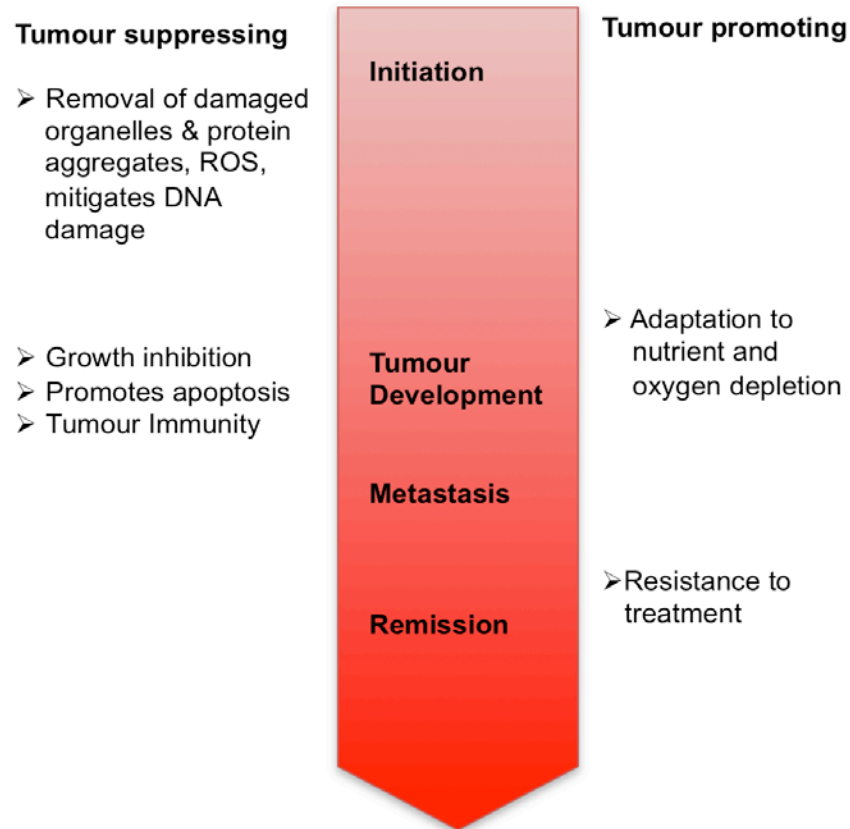 Tumour suppressing
➢ Removal of damaged
organelles & protein
aggregates, ROS,
mitigates DNA
damage
➢ Growth inhibition
➢ Promotes apoptosis
➢ Tumour Immunity
Initiation
Tumour
Development
Metastasis
Remission
Tumour promoting
➢ Adaptation to
nutrient and
oxygen depletion
➢Resistance to
treatment